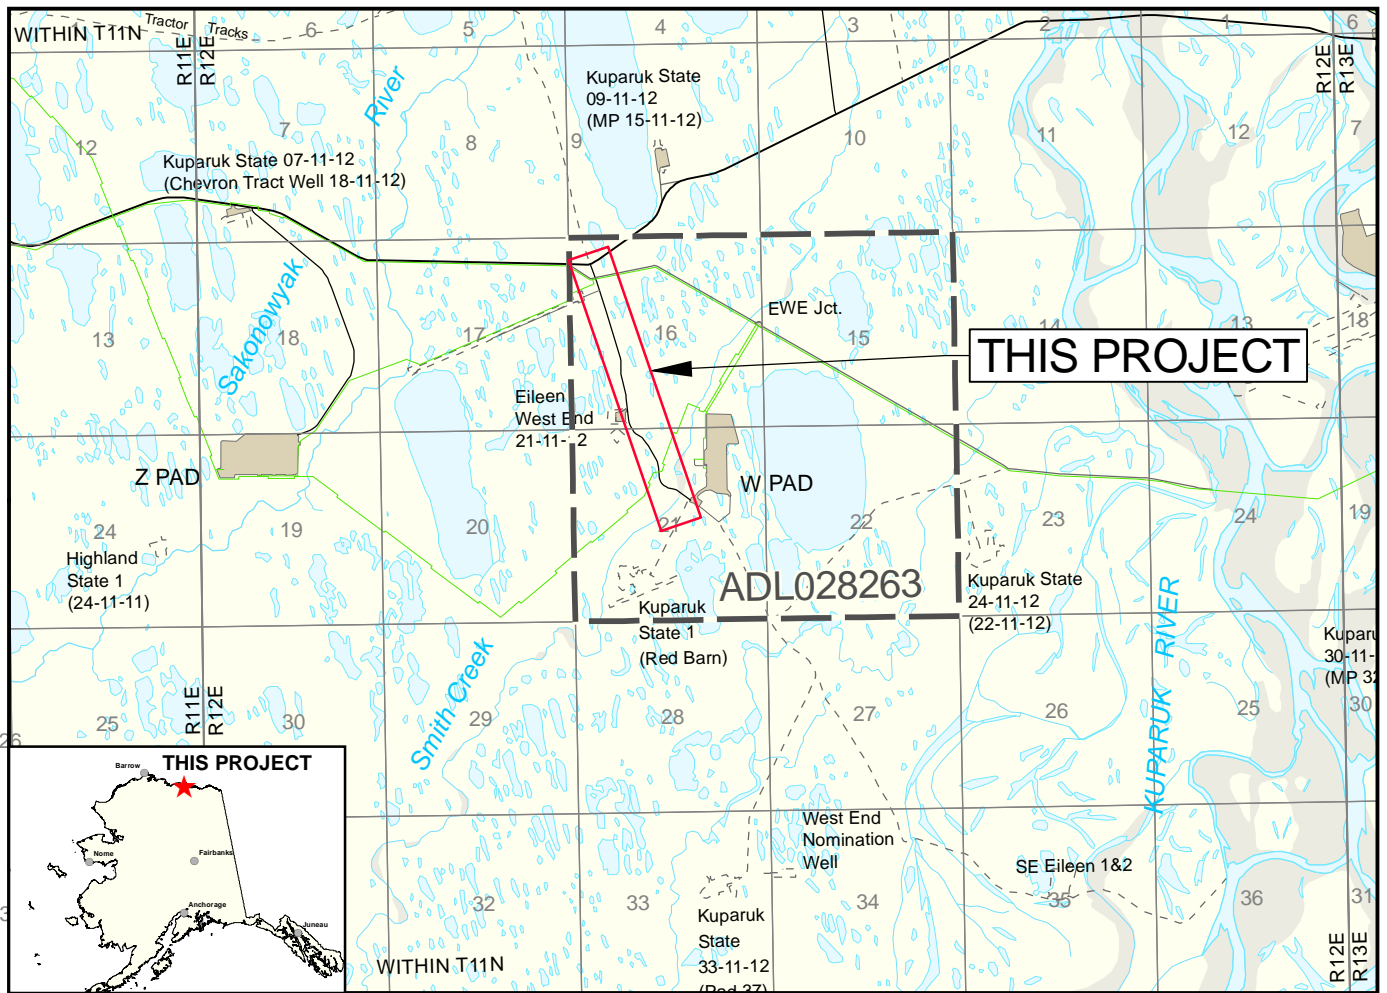 WITHIN T11N
Tractor
Tracks
R11E
R12E
6
5
4
3
2
1
6
R12E
R13E
River
Kuparuk State
09-11-12
(MP 15-11-12)
12
7
8
9
10
11
12
7
Kuparuk State 07-11-12
(Chevron Tract Well 18-11-12)
Sakonowyak
13
18
17
16
15
14
13
18
EWE Jct.
THIS PROJECT
Eileen
West End
Z PAD
W PAD
24
19
20
21
22
23
24
19
Highland
State 1
(24-11-11)
ADL028263
Kuparuk
State 1
(Red Barn)
Kuparuk State
24-11-12
(22-11-12)
KUPARUK RIVER
Smith Creek
R11E
R12E
25
30
29
28
27
26
25
30
30-11-
THIS PROJECT
Barrow
Nome
Fairbanks
Anchorage
Juneau
West End
Nomination
Well
SE Eileen 1&2
32
33
34
35
36
31
Kuparuk
State
33-11-12
(Pad 37)
WITHIN T11N
R12E
R13E